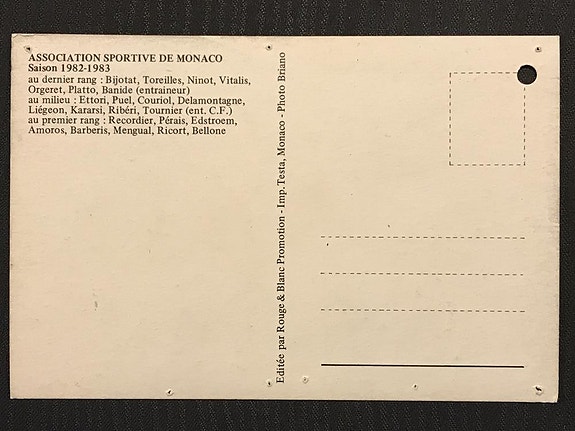 ASSOCIATION SPORTIVE DE MONACO
Saison 1982-1983
au dernier rang : Bijotat, Toreilles, Ninot, Vitalis,
Orgeret, Platto, Banide (entraineur)
au milieu : Ettori, Puel, Couriol, Delamontagne,
Liégeon, Kararsi, Ribéri, Tournier (ent. C.F.)
au premier rang : Recordier, Pérais, Edstroem,
Amoros, Barberis, Mengual, Ricort, Bellone
Editée par Rouge & Blanc Promotion - Imp. Testa, Monaco - Photo Briano